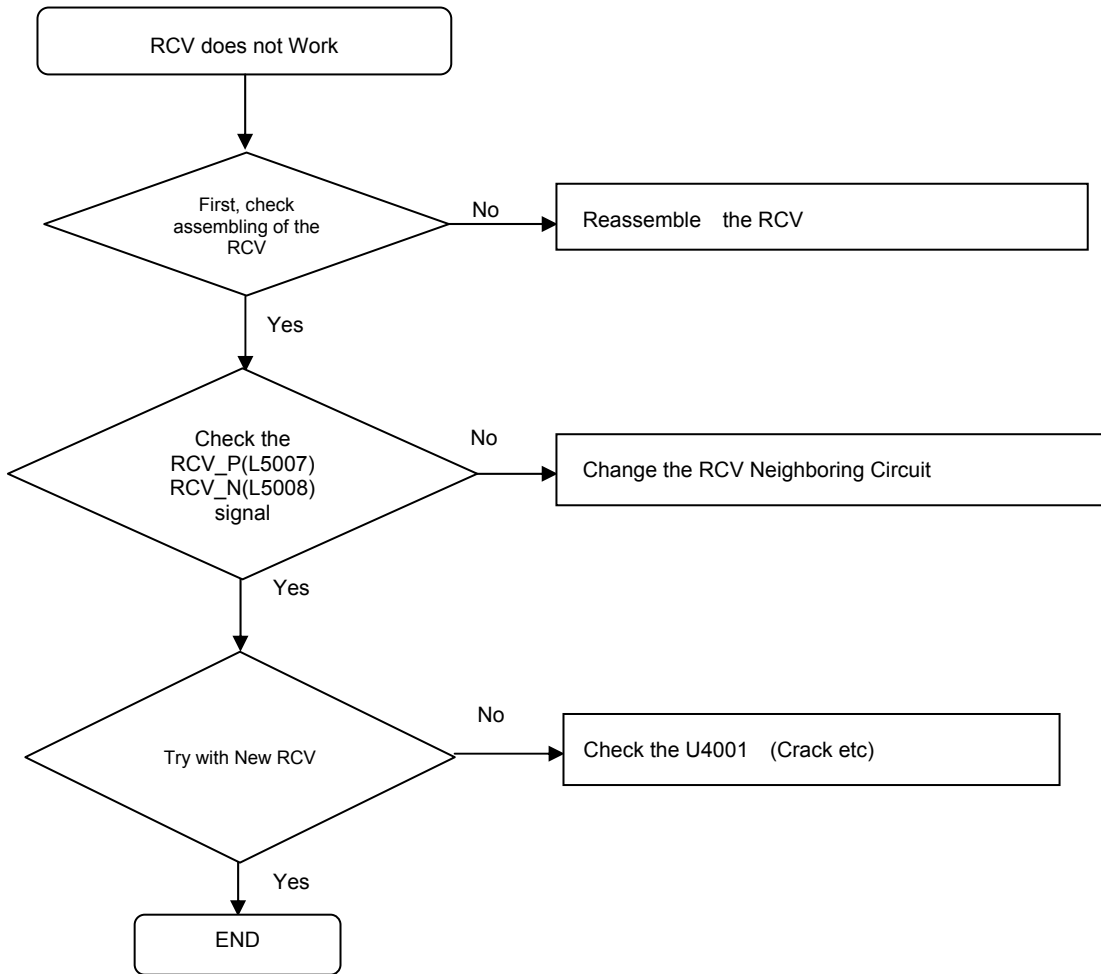 RCV does not Work
First, check
assembling of the
RCV
No
Reassemble the RCV
Yes
Check the
RCV_P(L5007)
RCV_N(L5008)
signal
No
Change the RCV Neighboring Circuit
Yes
Try with New RCV
No
Check the U4001 (Crack etc)
Yes
END